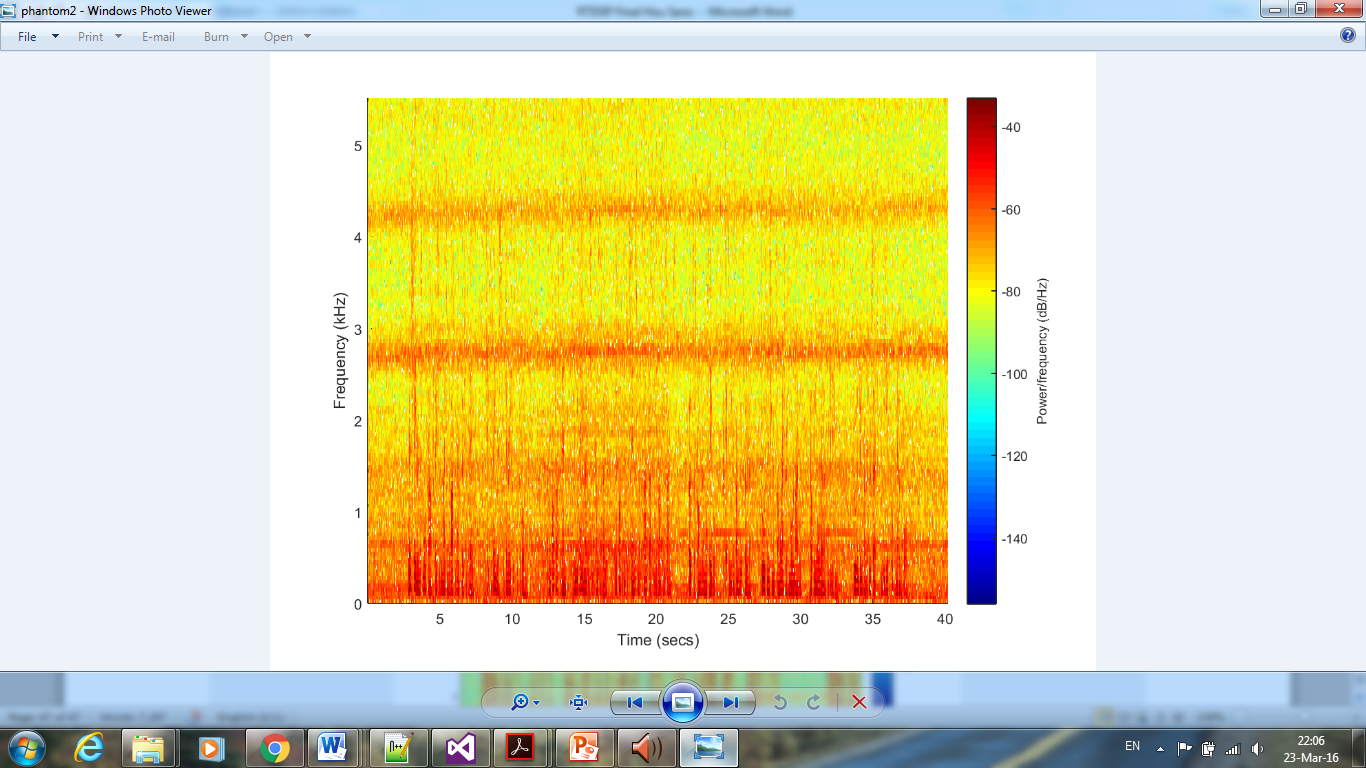 phantom2 - Windows Photo Viewer
File Print E-mail Burn Open
5
4
3
2
1
0
Frequency (kHz)
5 10 15 20 25 30 35 40
Time (secs)
-40
-60
-80
-100
-120
-140
Power/frequency (dB/Hz)
EN
22:06
23-Mar-16